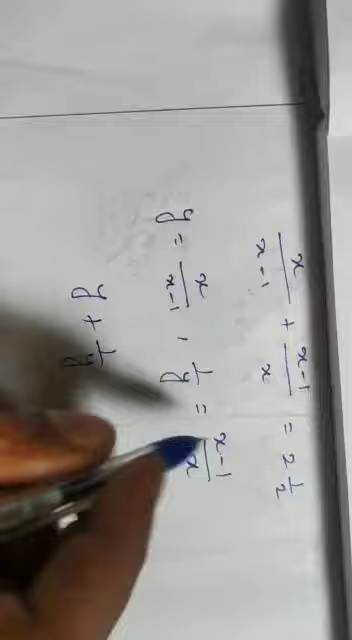 x/(x-1) + (x-1)/x = 2 1/2
y = x/(x-1), 1/y = (x-1)/x
y + 1/y